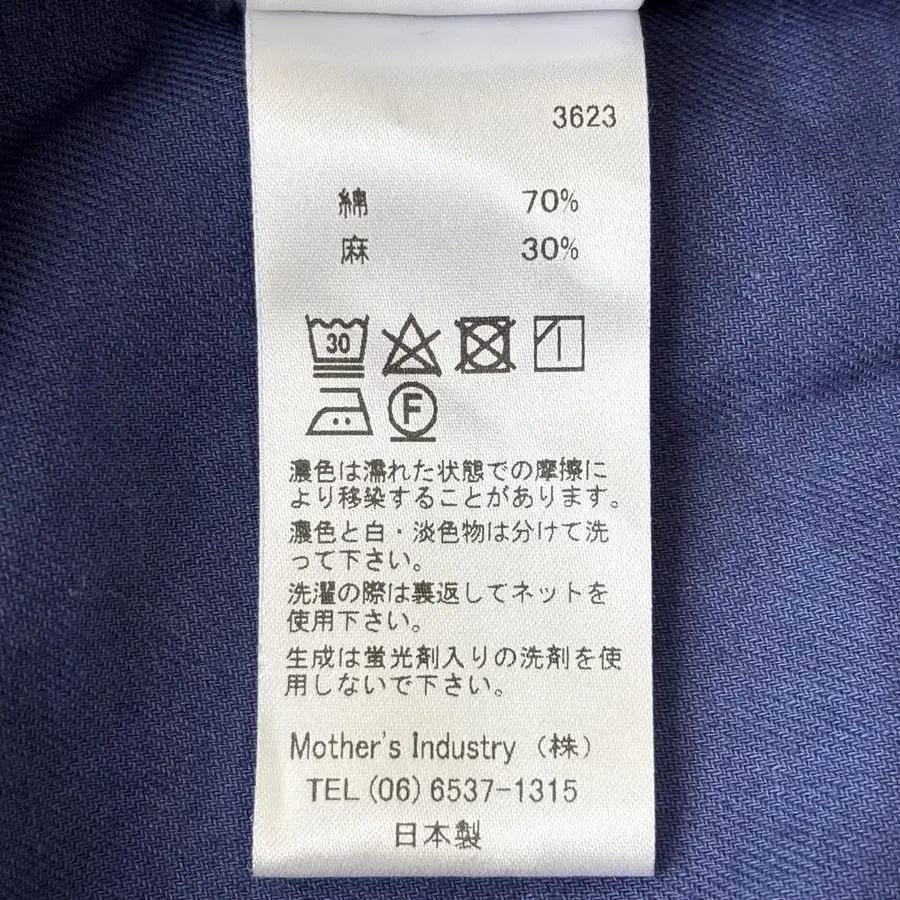 3623
綿 70%
麻 30%
30
F
濃色は濡れた状態での摩擦に
より移染することがあります。
濃色と白・淡色物は分けて洗
って下さい。
洗濯の際は裏返してネットを
使用下さい。
生成は蛍光剤入りの洗剤を使
用しないで下さい。
Mother's Industry (株)
TEL (06) 6537-1315
日本製